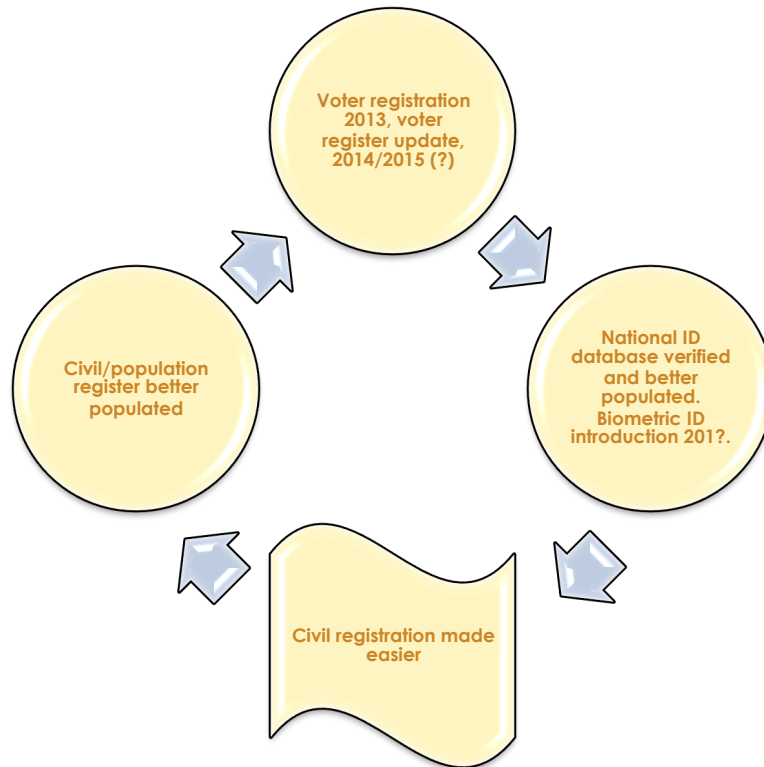 Voter registration
2013, voter
register update,
2014/2015 (?)
National ID
database verified
and better
populated.
Biometric ID
introduction 201?.
Civil registration made
easier
Civil/population
register better
populated